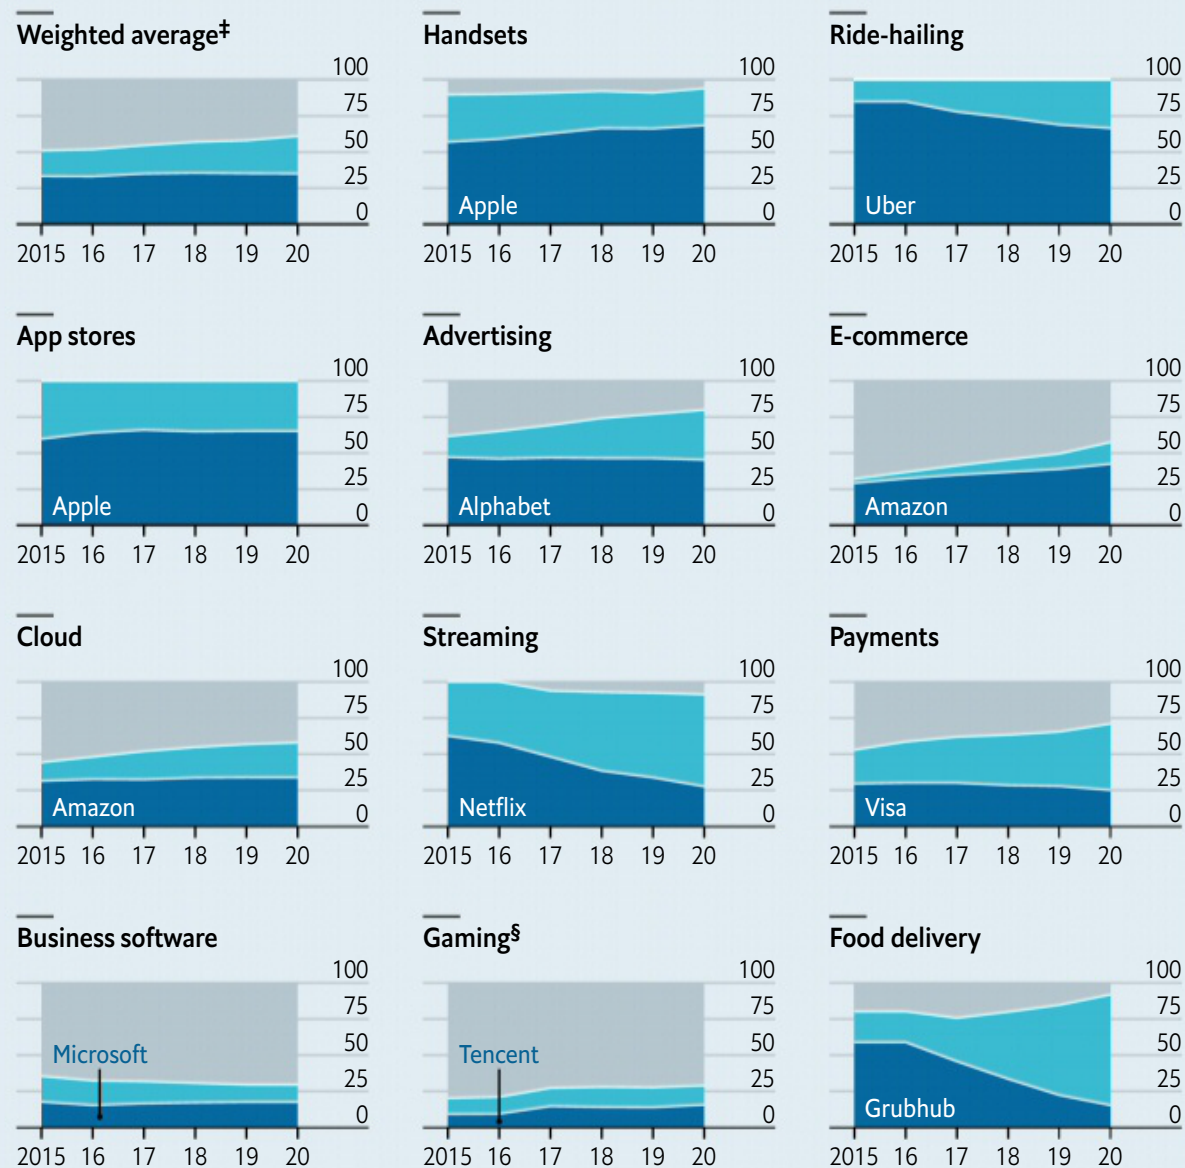 Weighted average‡
100
75
50
25
0
2015 16 17 18 19 20
Handsets
100
75
50
25
0
Apple
2015 16 17 18 19 20
Ride-hailing
100
75
50
25
0
Uber
2015 16 17 18 19 20
App stores
100
75
50
25
0
Apple
2015 16 17 18 19 20
Advertising
100
75
50
25
0
Alphabet
2015 16 17 18 19 20
E-commerce
100
75
50
25
0
Amazon
2015 16 17 18 19 20
Cloud
100
75
50
25
0
Amazon
2015 16 17 18 19 20
Streaming
100
75
50
25
0
Netflix
2015 16 17 18 19 20
Payments
100
75
50
25
0
Visa
2015 16 17 18 19 20
Business software
100
75
Microsoft
50
25
0
2015 16 17 18 19 20
Gaming§
100
75
Tencent
50
25
0
2015 16 17 18 19 20
Food delivery
100
75
50
25
0
Grubhub
2015 16 17 18 19 20